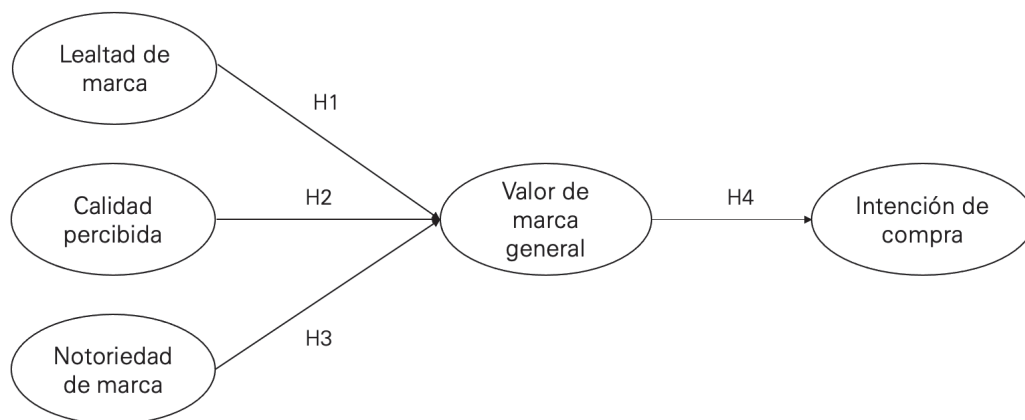 Lealtad de
marca
H1
Calidad
percibida
H2
Valor de
marca
general
H4
Intención de
compra
H3
Notoriedad
de marca